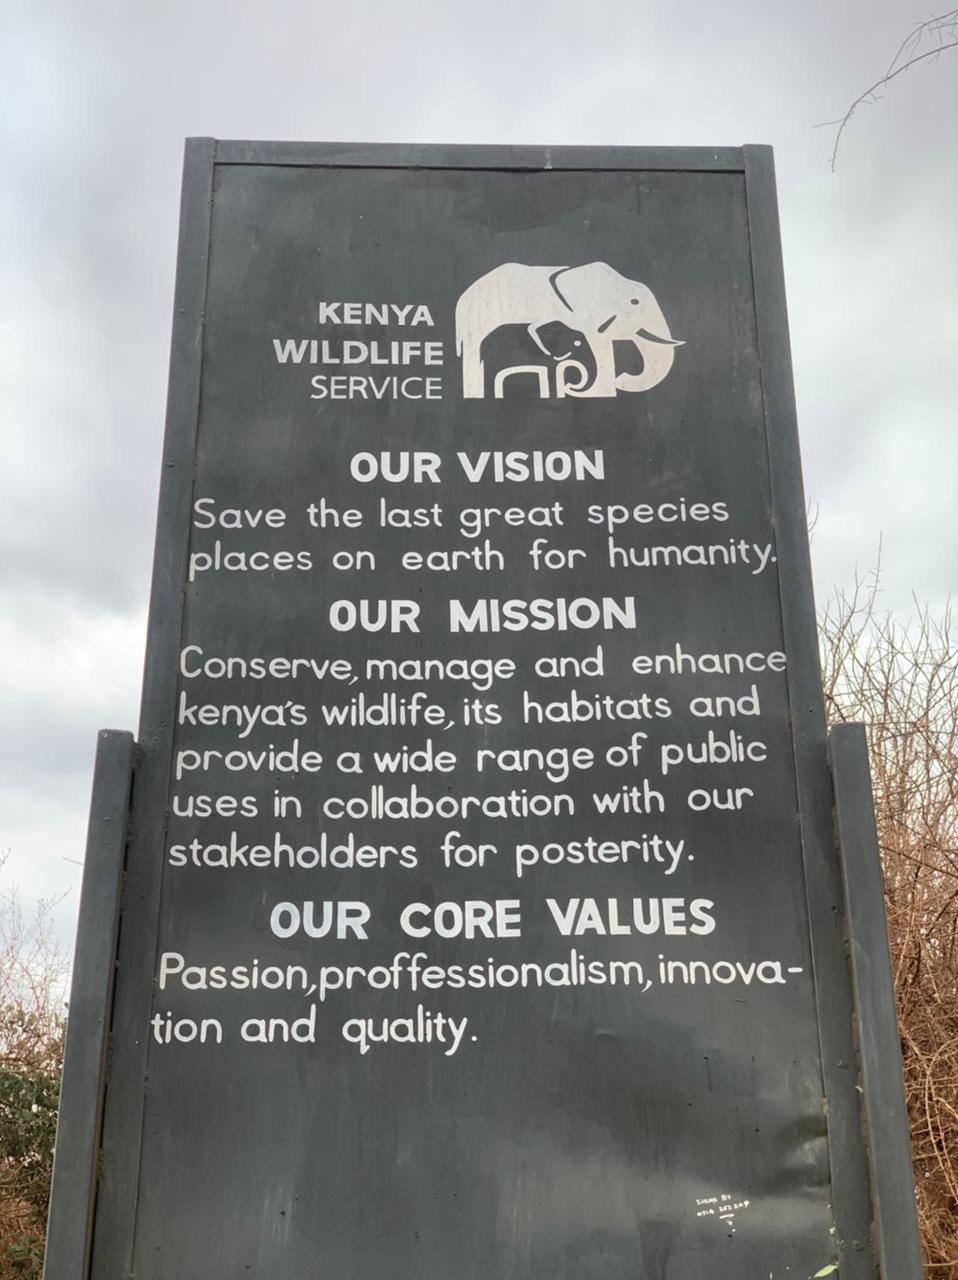 KENYA
WILDLIFE
SERVICE
OUR VISION
Save the last great species
places on earth for humanity.
OUR MISSION
Conserve, manage and enhance
kenya's wildlife, its habitats and
provide a wide range of public
uses in collaboration with our
stakeholders for posterity.
OUR CORE VALUES
Passion,proffessionalism, innova-
tion and quality.